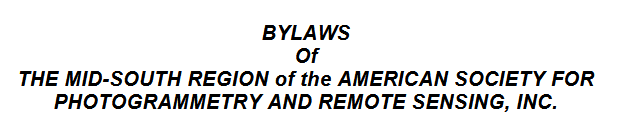 BYLAWS
Of
THE MID-SOUTH REGION of the AMERICAN SOCIETY FOR
PHOTOGRAMMETRY AND REMOTE SENSING, INC.